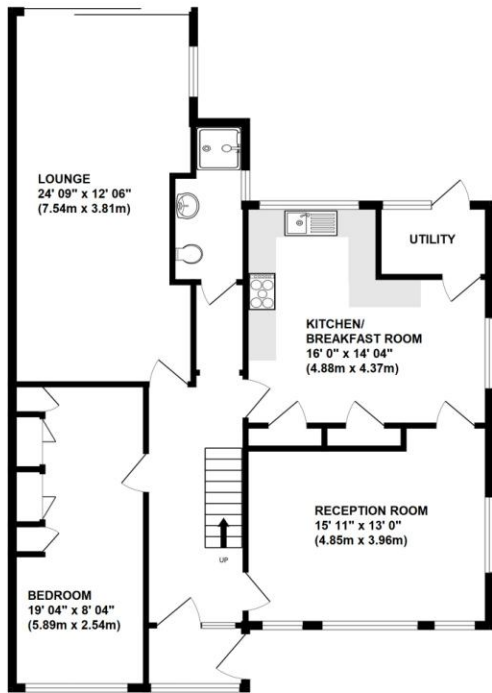 LOUNGE
24' 09" x 12' 06"
(7.54m x 3.81m)
UTILITY
KITCHEN/
BREAKFAST ROOM
16' 0" x 14' 04"
(4.88m x 4.37m)
RECEPTION ROOM
15' 11" x 13' 0"
(4.85m x 3.96m)
UP
BEDROOM
19' 04" x 8' 04"
(5.89m x 2.54m)